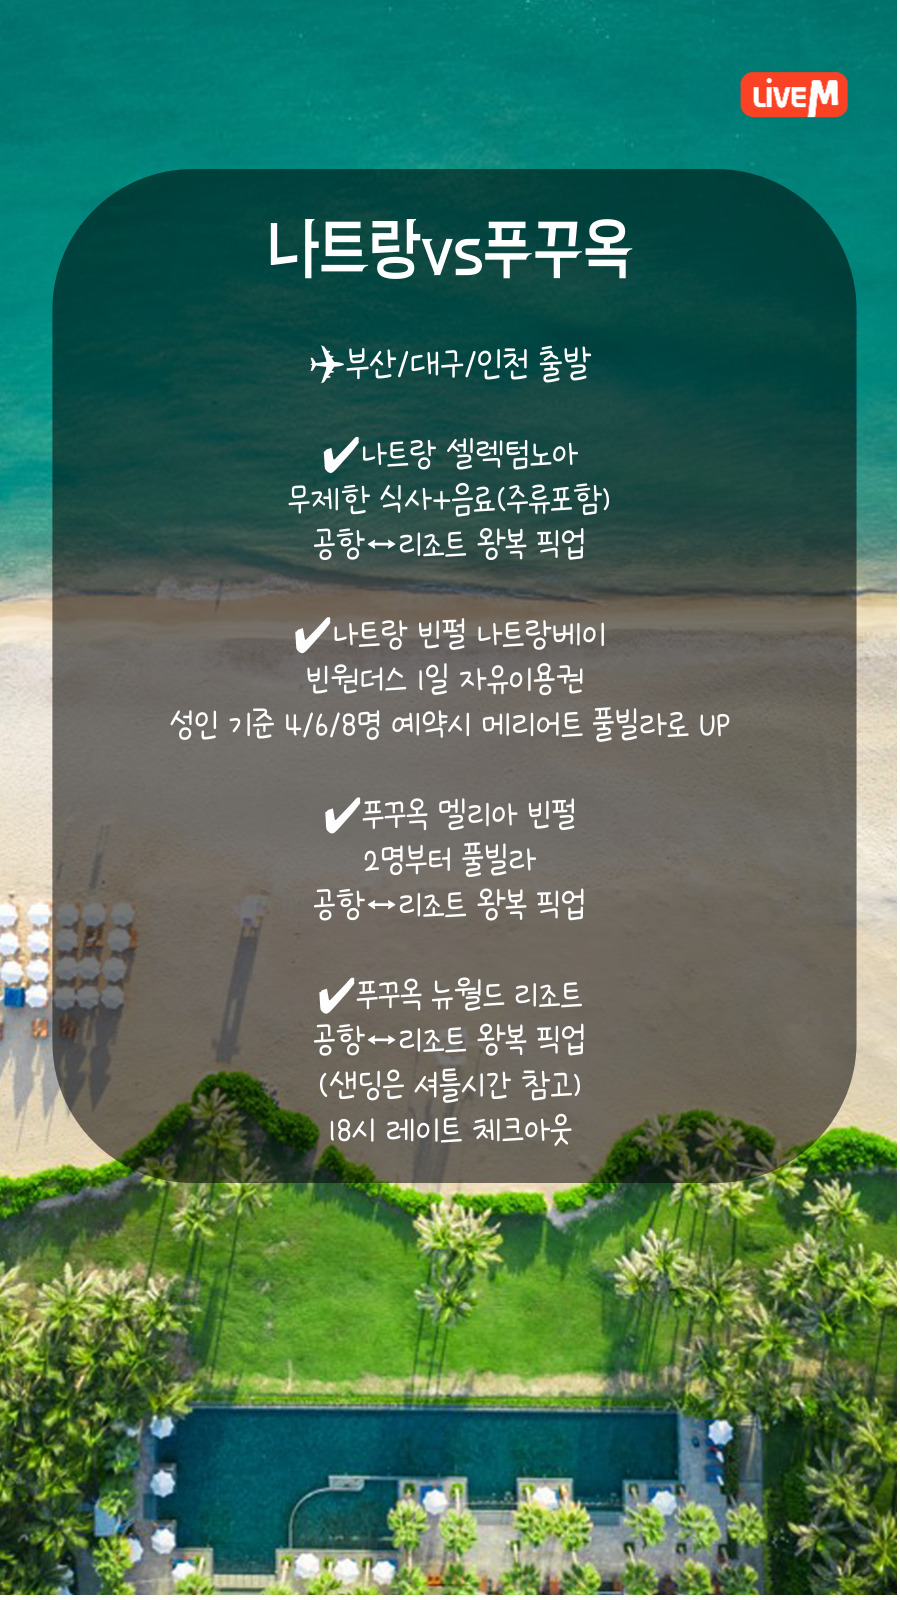 LiVEM
나트랑vs푸꾸옥
✈부산/대구/인천 출발
✔나트랑 셀렉텀노아
무제한 식사+음료(주류포함)
공항↔리조트 왕복 픽업
✔나트랑 빈펄 나트랑베이
빈원더스 1일 자유이용권
성인 기준 4/6/8명 예약시 메리어트 풀빌라로 UP
✔푸꾸옥 멜리아 빈펄
2명부터 풀빌라
공항↔리조트 왕복 픽업
✔푸꾸옥 뉴월드 리조트
공항↔리조트 왕복 픽업
(샌딩은 셔틀시간 참고)
18시 레이트 체크아웃